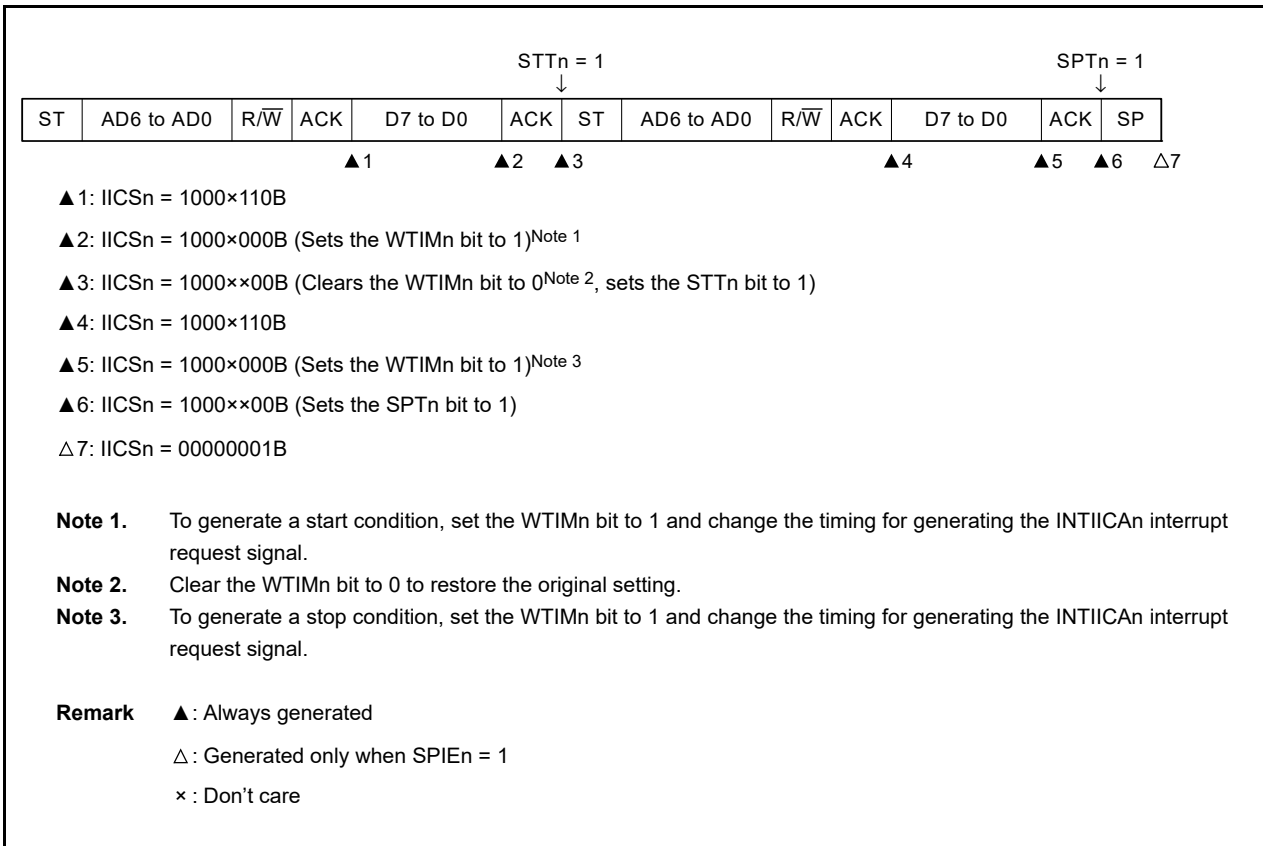 STTn = 1 SPTn = 1
↓ ↓
ST AD6 to AD0 R/W̅ ACK D7 to D0 ACK ST AD6 to AD0 R/W̅ ACK D7 to D0 ACK SP
▲1 ▲2 ▲3 ▲4 ▲5 ▲6 △7
▲1: IICSn = 1000×110B
▲2: IICSn = 1000×000B (Sets the WTIMn bit to 1)Note 1
▲3: IICSn = 1000××00B (Clears the WTIMn bit to 0Note 2, sets the STTn bit to 1)
▲4: IICSn = 1000×110B
▲5: IICSn = 1000×000B (Sets the WTIMn bit to 1)Note 3
▲6: IICSn = 1000××00B (Sets the SPTn bit to 1)
△7: IICSn = 00000001B
Note 1. To generate a start condition, set the WTIMn bit to 1 and change the timing for generating the INTIICAn interrupt
request signal.
Note 2. Clear the WTIMn bit to 0 to restore the original setting.
Note 3. To generate a stop condition, set the WTIMn bit to 1 and change the timing for generating the INTIICAn interrupt
request signal.
Remark ▲: Always generated
△: Generated only when SPIEn = 1
×: Don't care